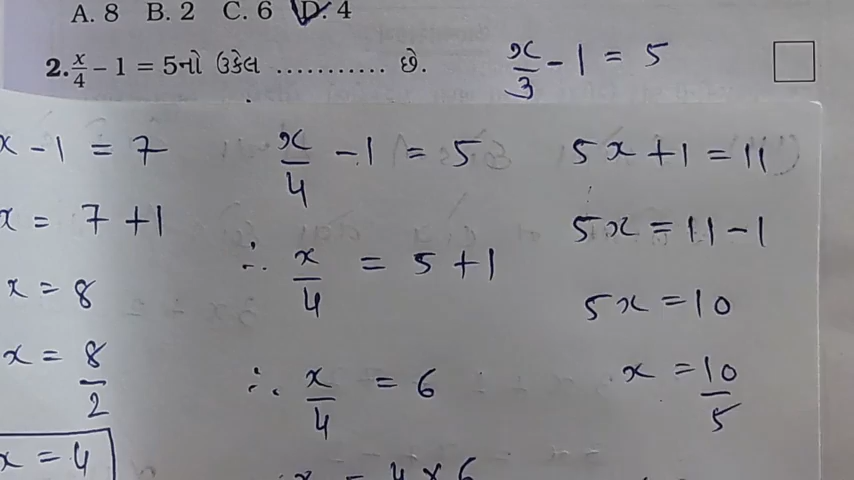 A. 8 B. 2 C. 6 D. 4
2. x/4 – 1 = 5નો ઉકેલ ........... છે.
x/3 - 1 = 5
x - 1 = 7
x = 7 + 1
x = 8
x = 8/2
x = 4
x/4 - 1 = 5
∴ x/4 = 5 + 1
∴ x/4 = 6
x = 4 × 6
5x + 1 = 11
5x = 11 - 1
5x = 10
x = 10/5